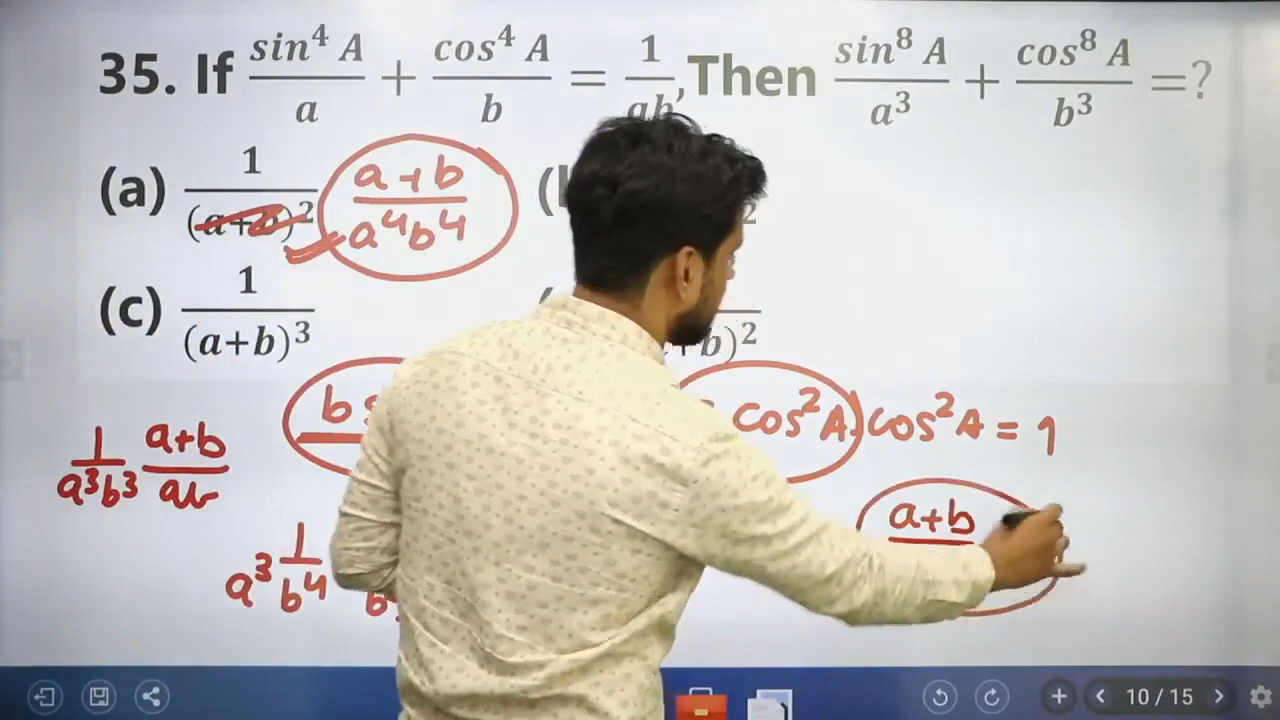 35. If sin⁴ A / a + cos⁴ A / b = 1 / ab, Then sin⁸ A / a³ + cos⁸ A / b³ =?
(a) 1 / (a+b)² a+b / a⁴b⁴
(c) 1 / (a+b)³
b)²
b cos²A) cos²A = 1
1 / a³b³ a+b / ab
a+b
a³ 1 / b⁴
10 / 15